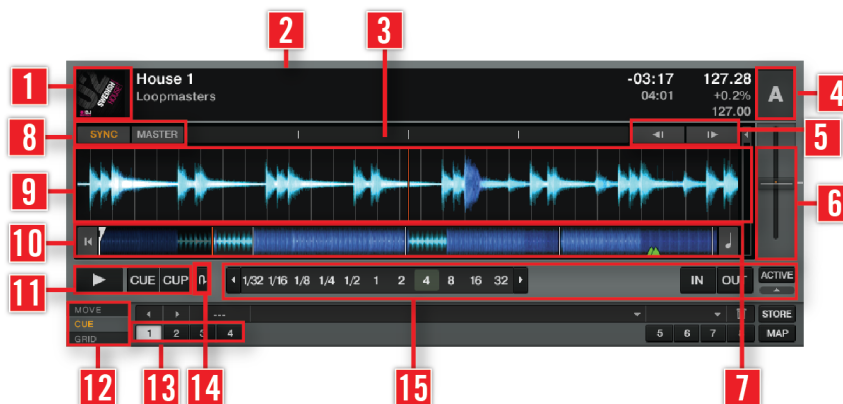 2 3
1 House 1 -03:17 127.28 4
Loopmasters 04:01 +0.2% A
SWEDISH HOUSE 127.00
8 SYNC MASTER 5
9 6
10
11 CUE CUP 1/32 1/16 1/8 1/4 1/2 1 2 4 8 16 32 IN OUT ACTIVE
MOVE --- STORE
CUE 1 2 3 4 5 6 7 MAP
GRID
12 13 14 15 7